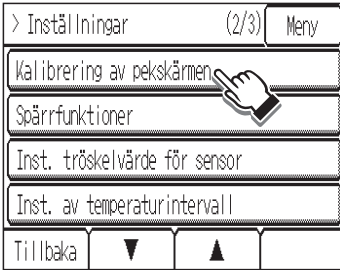 > Inställningar (2/3) Meny
Kalibrering av pekskärmen
Spärrfunktioner
Inst. tröskelvärde för sensor
Inst. av temperaturintervall
Tillbaka ▼ ▲